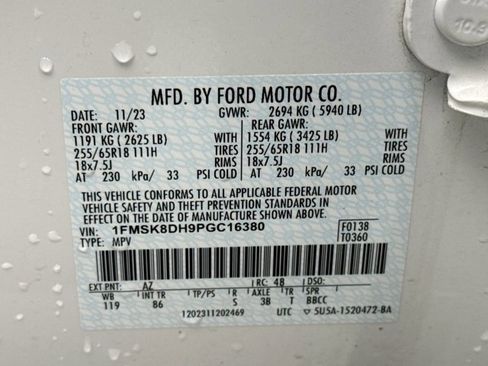 MFD. BY FORD MOTOR CO.
DATE: 11/23 GVWR: 2694 KG ( 5940 LB)
FRONT GAWR: REAR GAWR:
1191 KG ( 2625 LB) WITH 1554 KG ( 3425 LB) WITH
255/65R18 111H TIRES 255/65R18 111H TIRES
18x7.5J RIMS 18x7.5J RIMS
AT 230 kPa/ 33 PSI COLD AT 230 kPa/ 33 PSI COLD
THIS VEHICLE CONFORMS TO ALL APPLICABLE FEDERAL MOTOR
VEHICLE SAFETY AND THEFT PREVENTION STANDARDS IN
EFFECT ON THE DATE OF MANUFACTURE SHOWN ABOVE.
VIN: 1FMSK8DH9PGC16380 F0138
TYPE: MPV T0360
EXT PNT: AZ RC: 48 DSO:
WB INT TR TP/PS R AXLE TR SPR
119 86 S 3B T BBCC
1202311202469 UTC 5U5A-1520472-BA